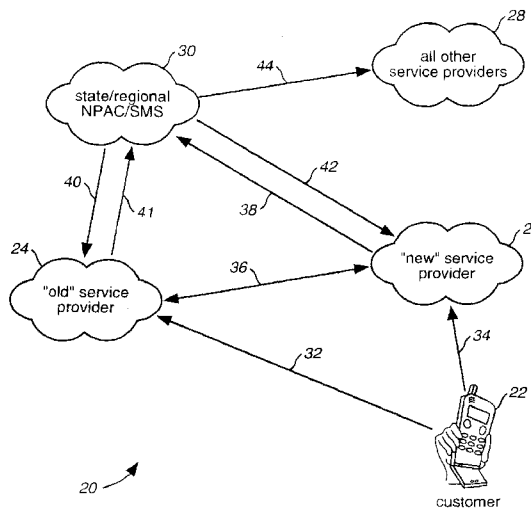 28
30
all other
service providers
44
state/regional
NPAC/SMS
42
40
41
38
24
2
"new" service
provider
36
"old" service
provider
34
32
22
20
customer